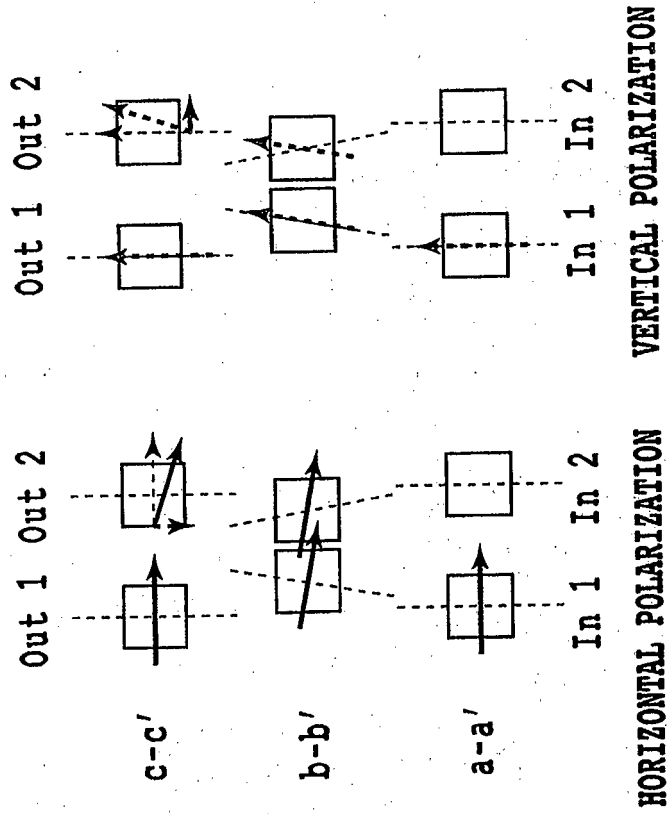 Out 1 Out 2 Out 1 Out 2
c-c'
b-b'
a-a'
In 1 In 2 In 1 In 2
HORIZONTAL POLARIZATION VERTICAL POLARIZATION